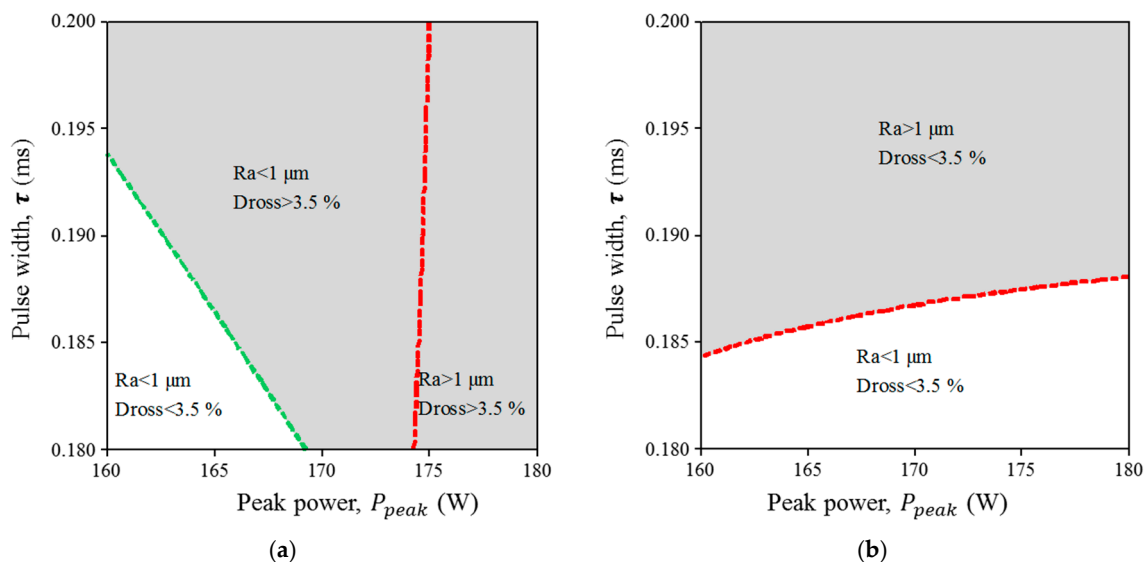 0.200
0.195
0.190
0.185
0.180
Pulse width, τ (ms)
Ra<1 μm
Dross>3.5 %
Ra<1 μm
Dross<3.5 %
Ra>1 μm
Dross>3.5 %
160 165 170 175 180
Peak power, P_peak (W)
(a)
0.200
0.195
0.190
0.185
0.180
Pulse width, τ (ms)
Ra>1 μm
Dross<3.5 %
Ra<1 μm
Dross<3.5 %
160 165 170 175 180
Peak power, P_peak (W)
(b)